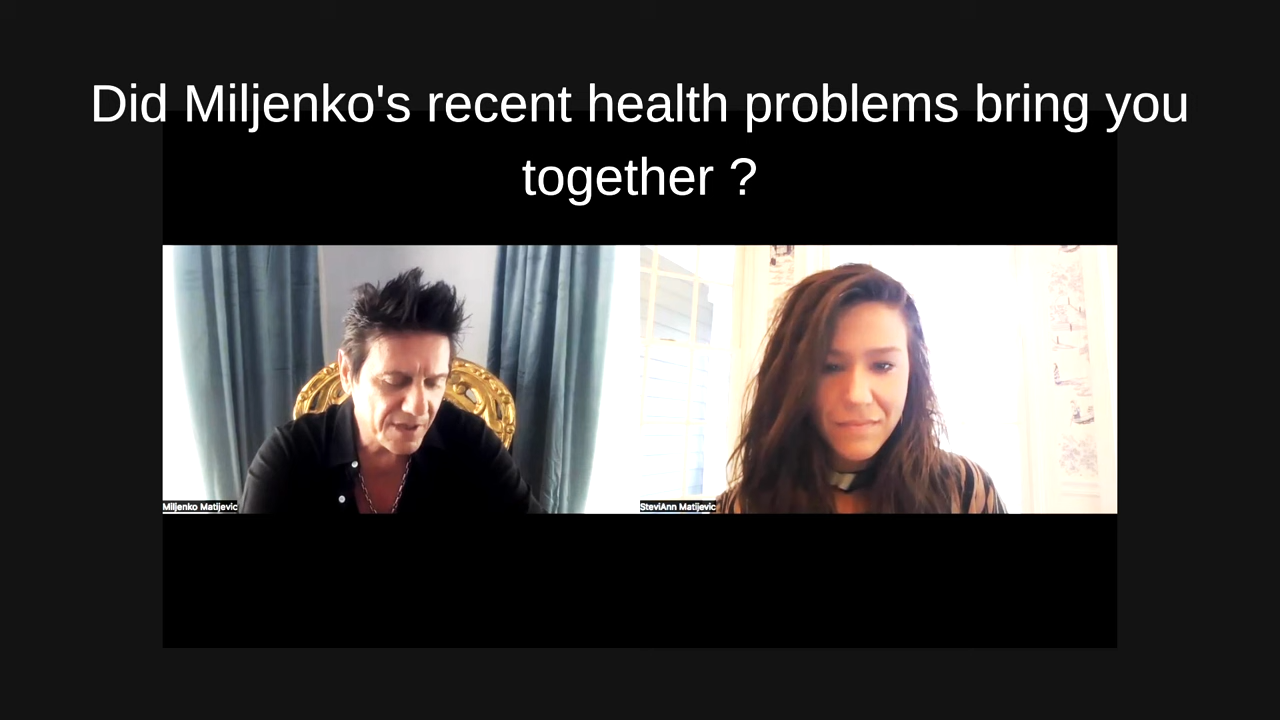 Did Miljenko's recent health problems bring you
together ?
Miljenko Matijevic
SteviAnn Matijevic